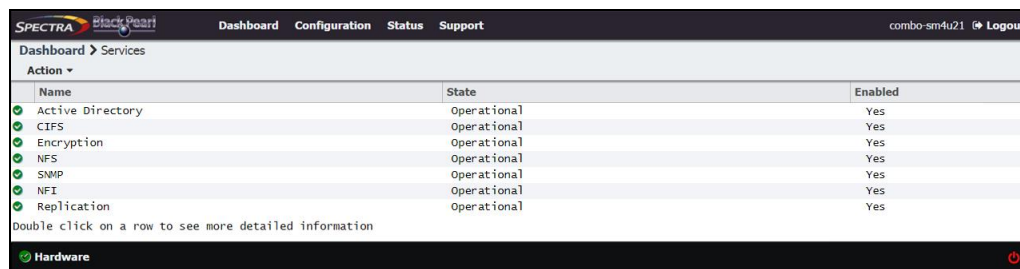 SPECTRA BlackPearl Dashboard Configuration Status Support combo-sm4u21 Logou
Dashboard > Services
Action
Name State Enabled
Active Directory Operational Yes
CIFS Operational Yes
Encryption Operational Yes
NFS Operational Yes
SNMP Operational Yes
NFI Operational Yes
Replication Operational Yes
Double click on a row to see more detailed information
Hardware